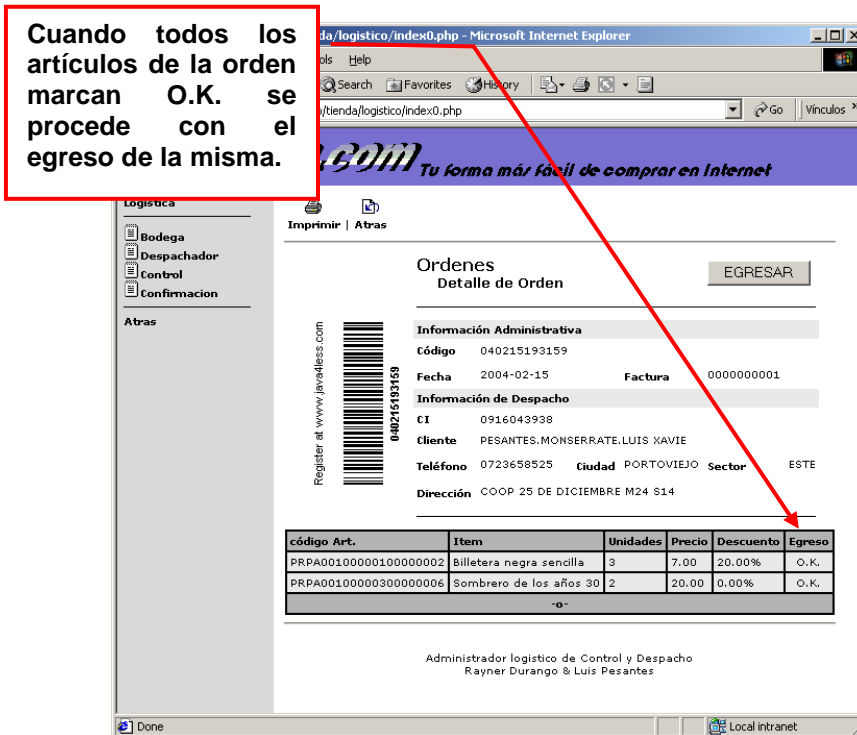 Cuando todos los
artículos de la orden
marcan O.K. se
procede con el
egreso de la misma.
da/logistico/index0.php - Microsoft Internet Explorer
ols Help
Search Favorites History
/tienda/logistico/index0.php Go Vínculos »
.com Tu forma más fácil de comprar en Internet
Logistica
Imprimir | Atras
Bodega
Despachador
Control
Confirmacion
Atras
Ordenes
Detalle de Orden
EGRESAR
Register at www.java4less.com
040215193159
Información Administrativa
Código 040215193159
Fecha 2004-02-15 Factura 0000000001
Información de Despacho
CI 0916043938
Cliente PESANTES.MONSERRATE.LUIS XAVIE
Teléfono 0723658525 Ciudad PORTOVIEJO Sector ESTE
Dirección COOP 25 DE DICIEMBRE M24 S14
código Art. Item Unidades Precio Descuento Egreso
PRPA00100000100000002 Billetera negra sencilla 3 7.00 20.00% O.K.
PRPA00100000300000006 Sombrero de los años 30 2 20.00 0.00% O.K.
-o-
Administrador logistico de Control y Despacho
Rayner Durango & Luis Pesantes
Done Local intranet